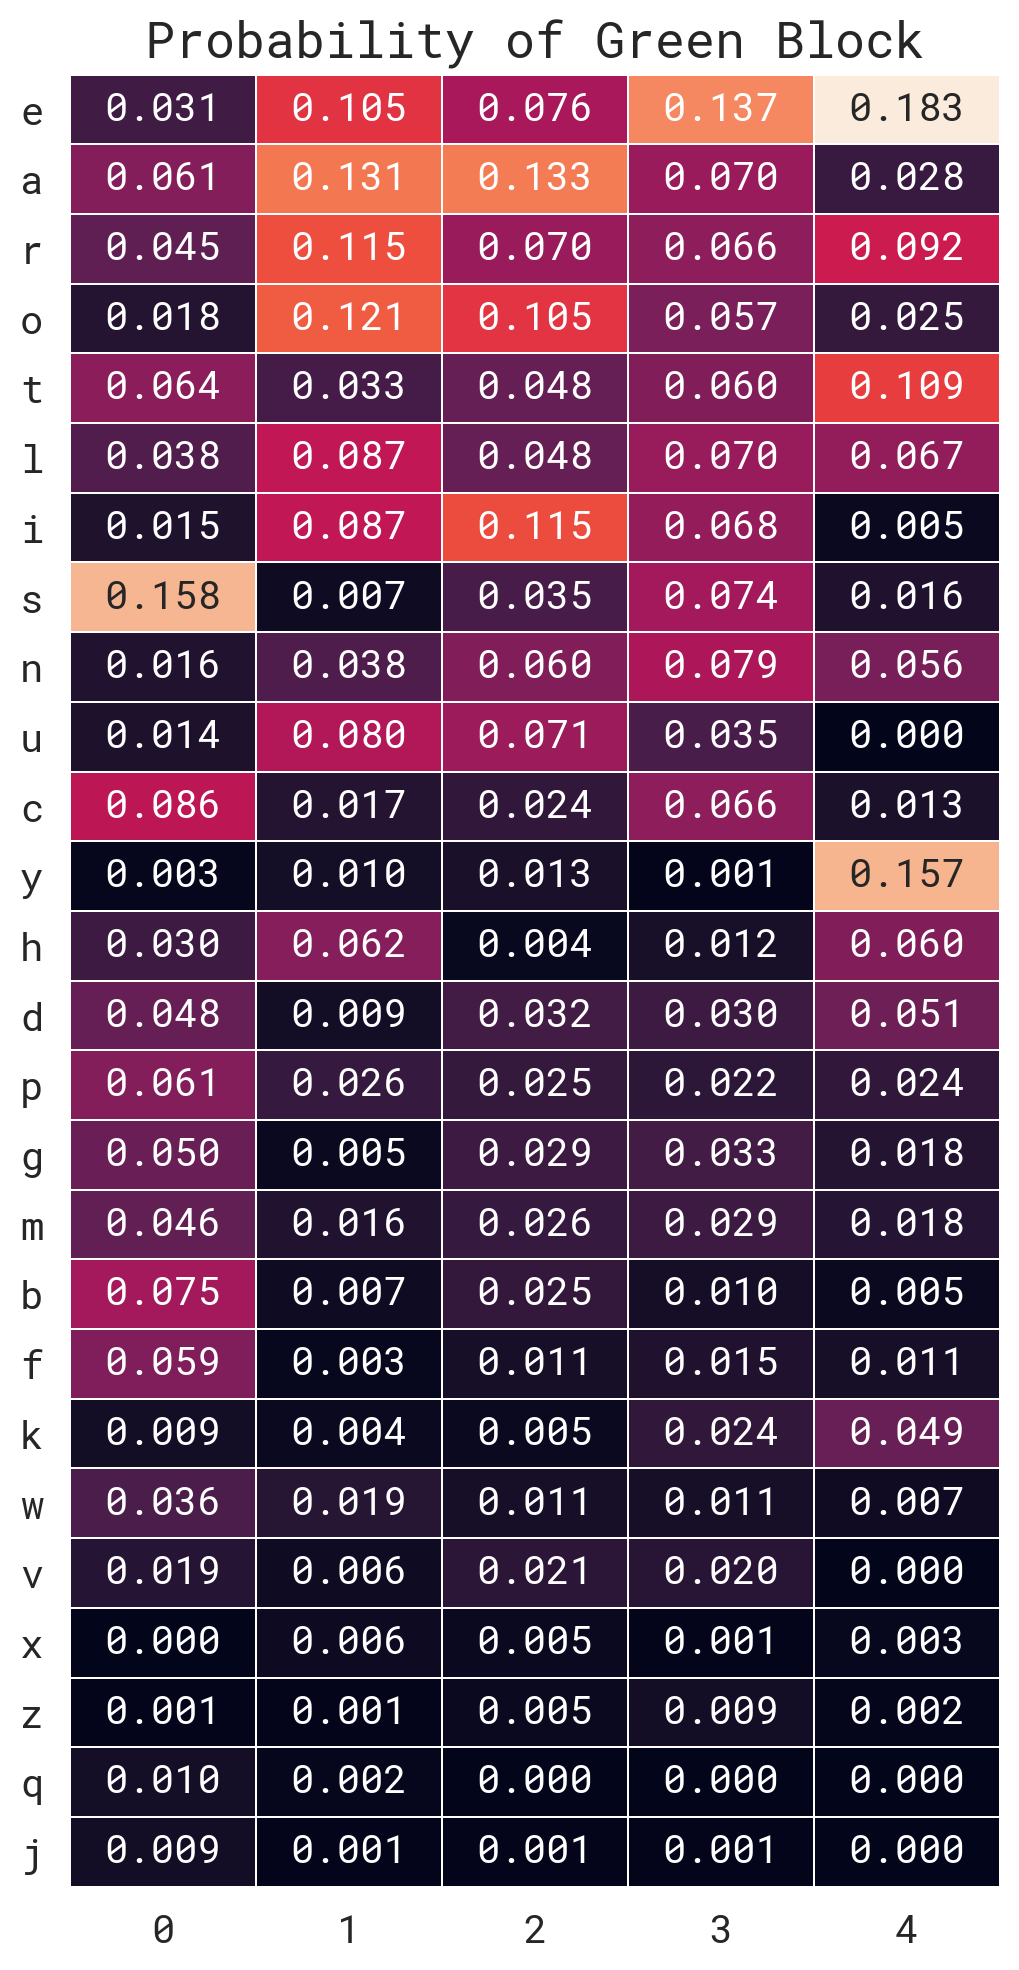 Probability of Green Block
e 0.031 0.105 0.076 0.137 0.183
a 0.061 0.131 0.133 0.070 0.028
r 0.045 0.115 0.070 0.066 0.092
o 0.018 0.121 0.105 0.057 0.025
t 0.064 0.033 0.048 0.060 0.109
l 0.038 0.087 0.048 0.070 0.067
i 0.015 0.087 0.115 0.068 0.005
s 0.158 0.007 0.035 0.074 0.016
n 0.016 0.038 0.060 0.079 0.056
u 0.014 0.080 0.071 0.035 0.000
c 0.086 0.017 0.024 0.066 0.013
y 0.003 0.010 0.013 0.001 0.157
h 0.030 0.062 0.004 0.012 0.060
d 0.048 0.009 0.032 0.030 0.051
p 0.061 0.026 0.025 0.022 0.024
g 0.050 0.005 0.029 0.033 0.018
m 0.046 0.016 0.026 0.029 0.018
b 0.075 0.007 0.025 0.010 0.005
f 0.059 0.003 0.011 0.015 0.011
k 0.009 0.004 0.005 0.024 0.049
w 0.036 0.019 0.011 0.011 0.007
v 0.019 0.006 0.021 0.020 0.000
x 0.000 0.006 0.005 0.001 0.003
z 0.001 0.001 0.005 0.009 0.002
q 0.010 0.002 0.000 0.000 0.000
j 0.009 0.001 0.001 0.001 0.000
0 1 2 3 4